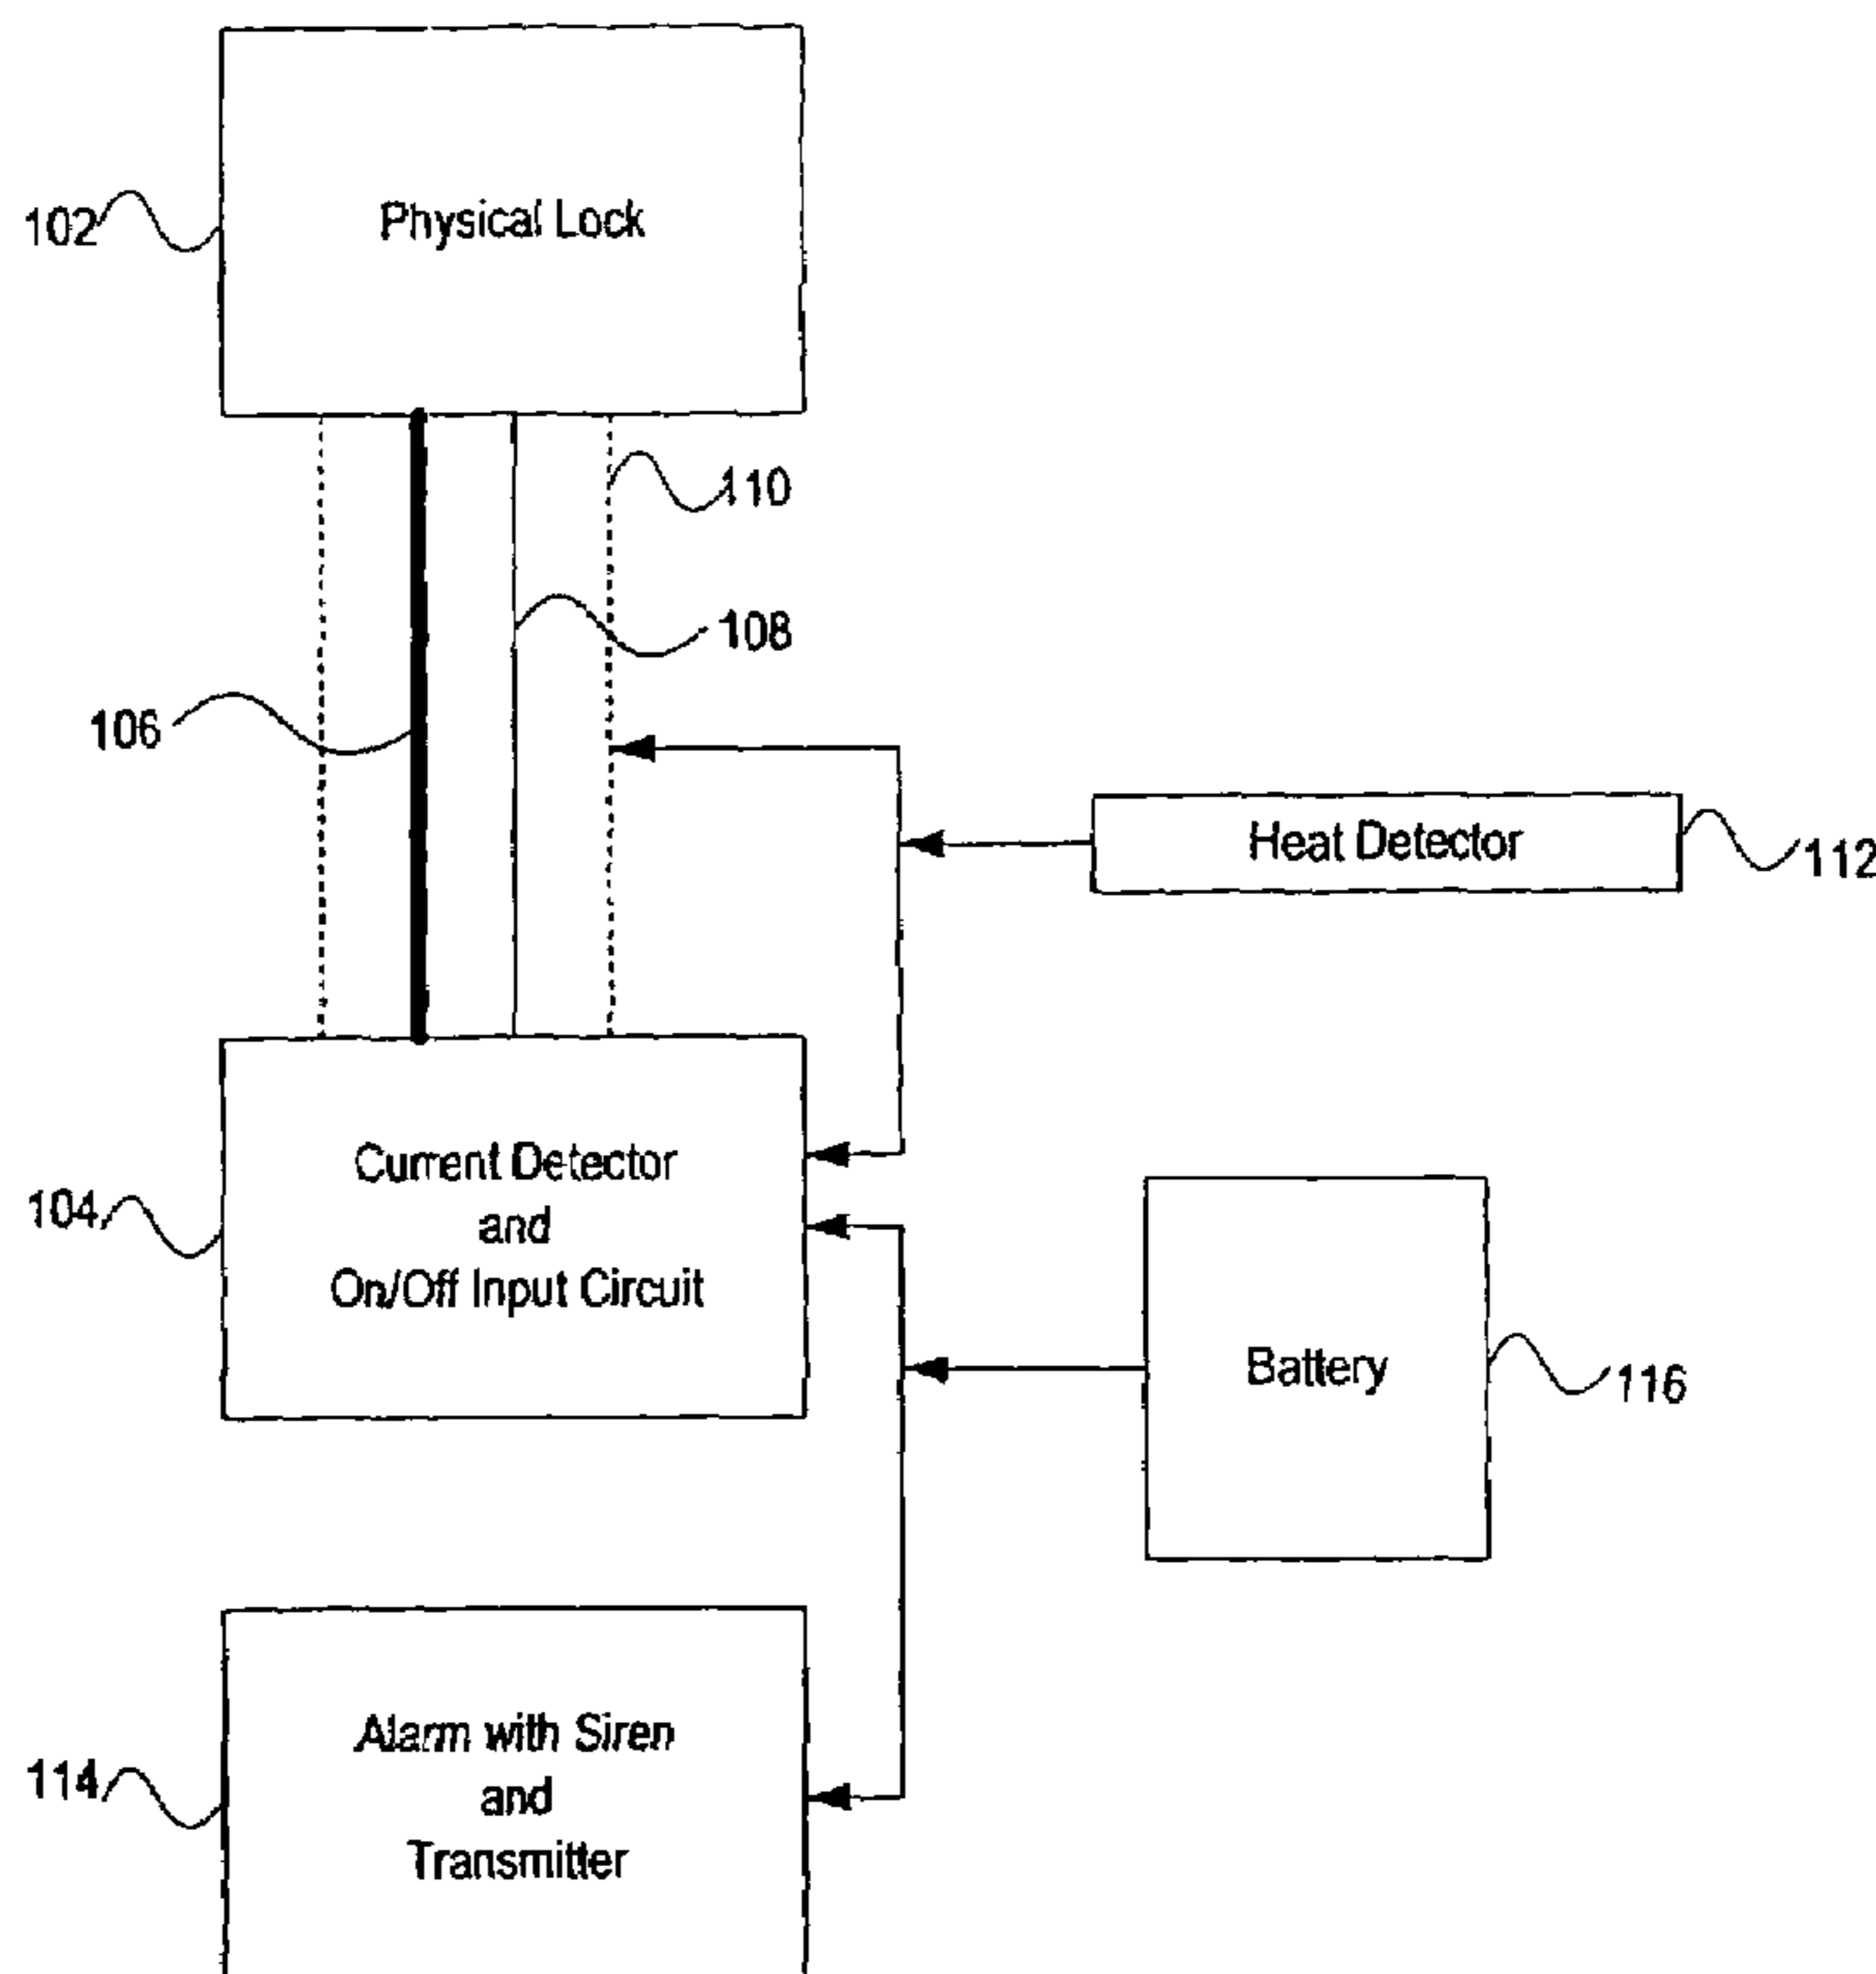 Physical Lock
102
110
108
106
Heat Detector
112
Current Detector
and
On/Off Input Circuit
104
Battery
116
Alarm with Siren
and
Transmitter
114